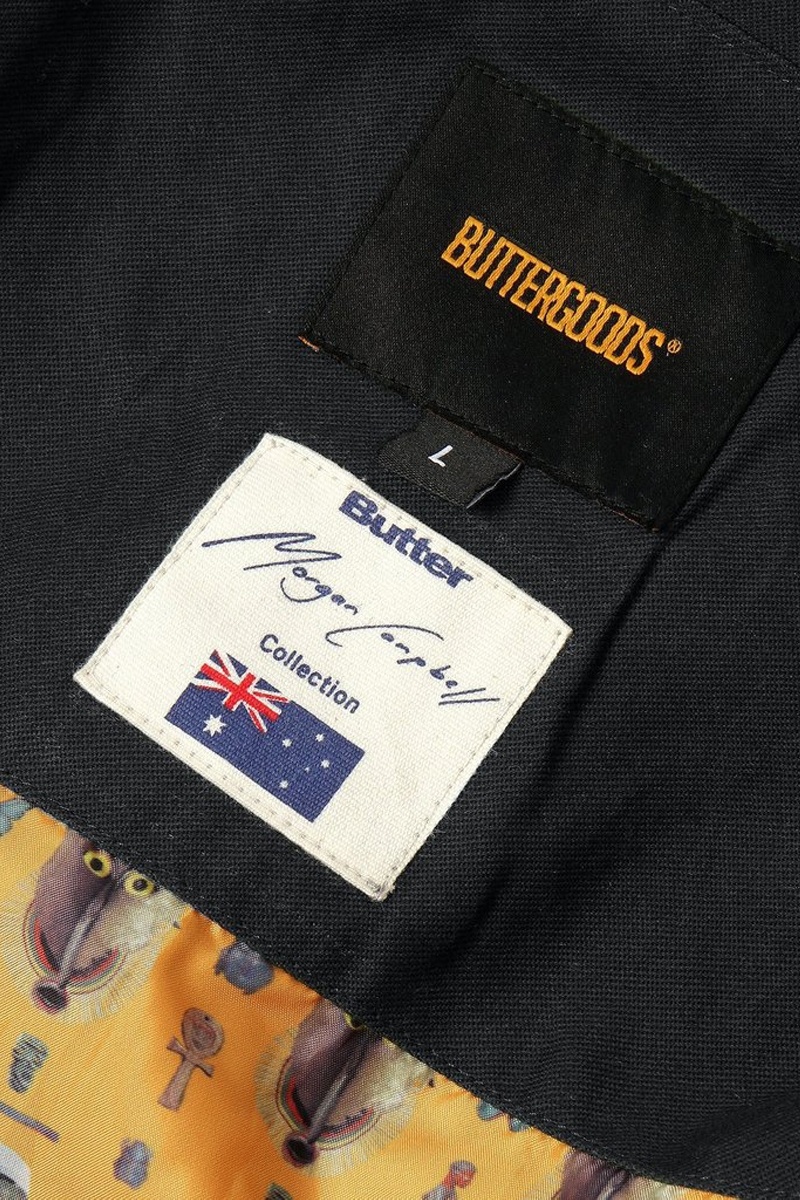 BUTTERGOODS®
L
Butter
Morgan Campbell
Collection